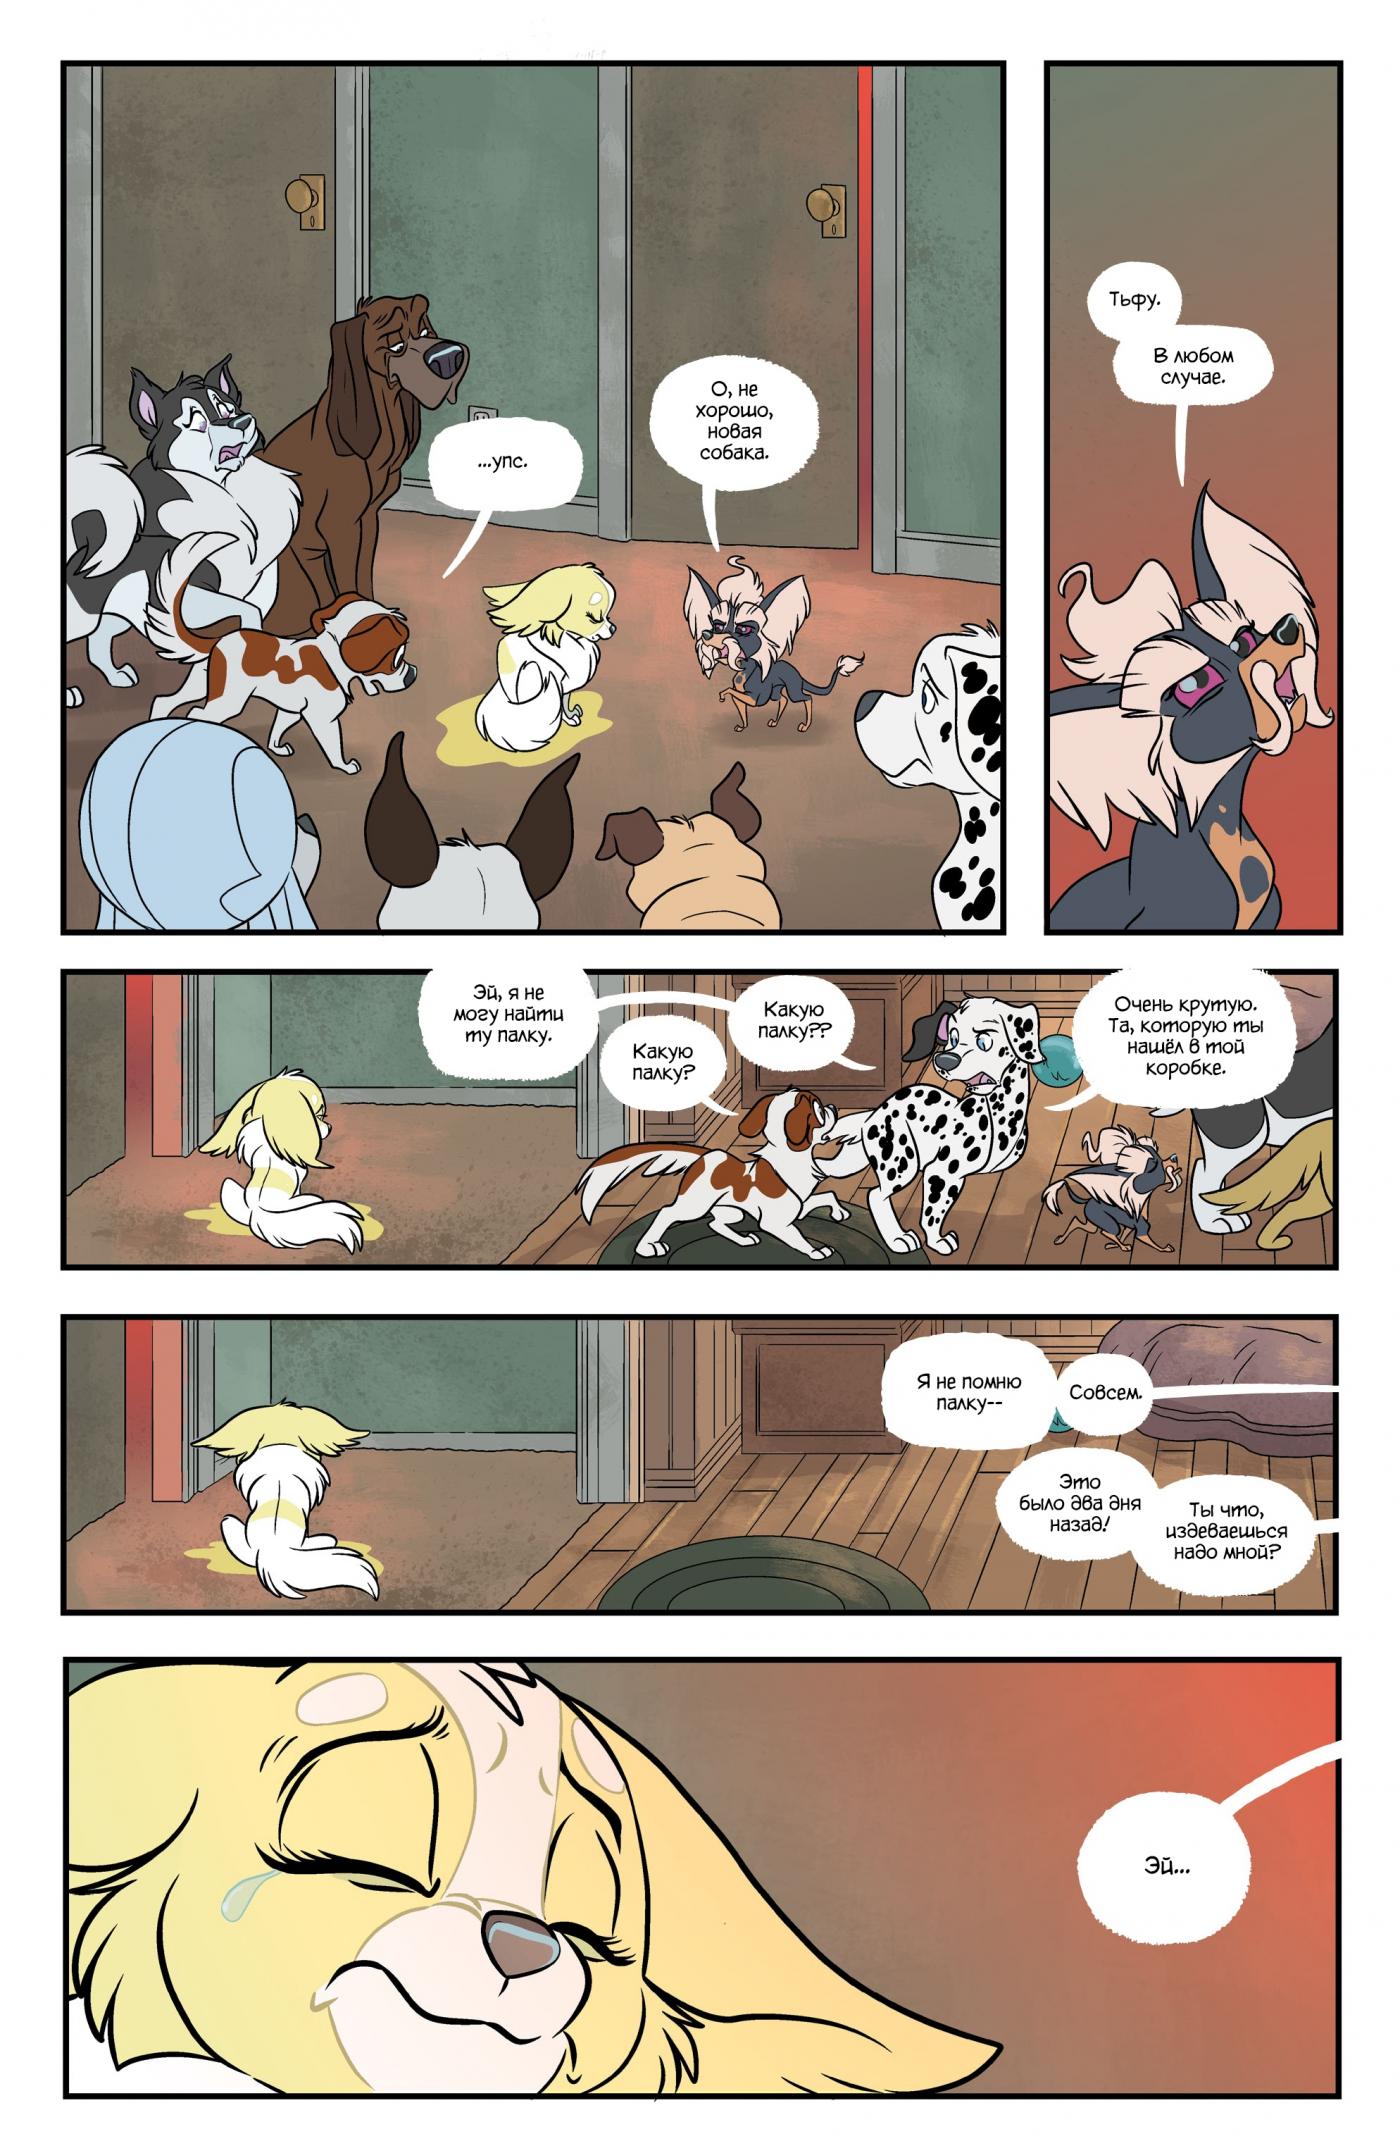 ...упс.
О, не
хорошо,
новая
собака.
Тьфу.
В любом
случае.
Эй, я не
могу найти
ту палку.
Какую
палку?
Какую
палку??
Очень крутую.
Та, которую ты
нашёл в той
коробке.
Я не помню
палку--
Совсем.
Это
было два дня
назад!
Ты что,
издеваешься
надо мной?
Эй...